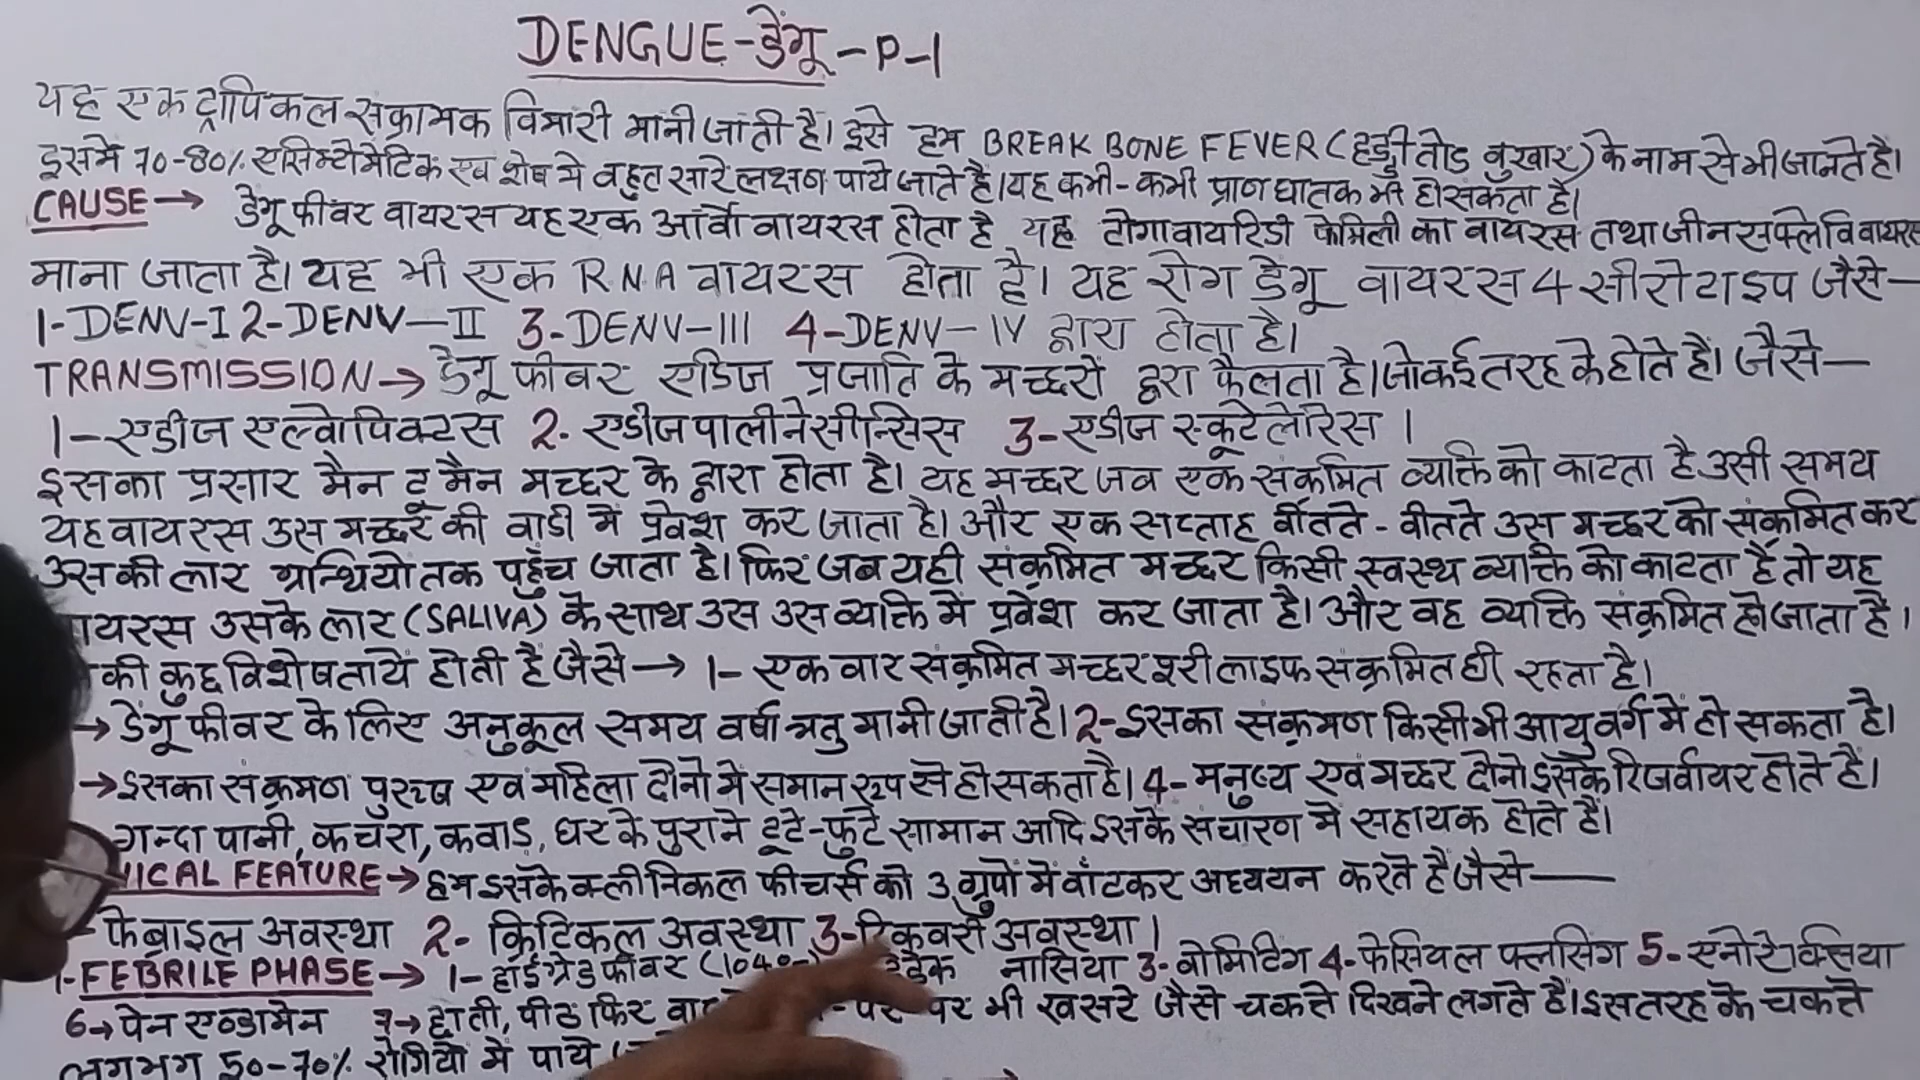 DENGUE-डेंगू-P-1
यह एक ट्रापिकल संक्रामक विमारी मानी जाती है। इसे हम BREAK BONE FEVER (हड्डी तोड बुखार) के नाम से भी जानते है।
इसमे 70-80% एसिम्टोमेटिक एवं शेष मे बहुत सारे लक्षण पाये जाते है। यह कभी-कभी प्राण घातक भी हो सकता है।
CAUSE→ डेंगू फीवर वायरस यह एक आर्वो वायरस होता है यह टोगावायरिडी फेमिली का वायरस तथा जीनस फ्लेविवायरस
माना जाता है। यह भी एक R.N.A वायरस होता है। यह रोग डेंगू वायरस 4 सीरोटाइप जैसे—
1-DENV-I 2-DENV-II 3-DENV-III 4-DENV-IV द्वारा होता है।
TRANSMISSION→ डेंगू फीवर एडिज प्रजाति के मच्छरों द्वारा फैलता है। जो कई तरह के होते है। जैसे—
1-एडीज एल्वोपिक्टस 2-एडीज पालीनेसीन्सिस 3-एडीज स्कूटेलेरिस।
इसका प्रसार मैन टू मैन मच्छर के द्वारा होता है। यह मच्छर जब एक संक्रमित व्यक्ति को काटता है उसी समय
यह वायरस उस मच्छर की वाडी में प्रवेश कर जाता है। और एक सप्ताह बीतते-बीतते उस मच्छर को संक्रमित कर
उसकी लार ग्रन्थियो तक पहुँच जाता है। फिर जब यही संक्रमित मच्छर किसी स्वस्थ व्यक्ति को काटता है तो यह
ायरस उसके लार (SALIVA) के साथ उस उस व्यक्ति में प्रवेश कर जाता है। और वह व्यक्ति संक्रमित हो जाता है।
की कुछ विशेषतायें होती हैं जैसे→ 1- एक वार संक्रमित मच्छर इरी लाइफ संक्रमित ही रहता है।
→डेंगू फीवर के लिए अनुकूल समय वर्षा ऋतु मानी जाती है। 2-इसका संक्रमण किसी भी आयु वर्ग में हो सकता है।
→इसका संक्रमण पुरुष एवं महिला दोनो में समान रूप से हो सकता है। 4-मनुष्य एवं मच्छर दोनो इसके रिजर्वायर होते है।
गन्दा पानी, कचरा, कवाड, घर के पुराने टूटे-फुटे सामान आदि इसके संचारण मे सहायक होते हैं।
NICAL FEATURE→ हम इसके क्लीनिकल फीचर्स को 3 ग्रुपों में वाँटकर अध्ययन करते हैं जैसे—
फेब्राइल अवस्था 2- क्रिटिकल अवस्था 3-रिकवरी अवस्था।
1-FEBRILE PHASE→ 1-हाईग्रेड फीवर नासिया 3-वोमिटिंग 4-फेसियल फ्लसिंग 5-एनोरेक्सिया
6→पेन एब्डामेन 7→छाती, पीठ फिर पर भी खसरे जैसे चकत्ते दिखने लगते हैं। इस तरह के चकत्ते
लगभग 50-70% रोगियों में पाये